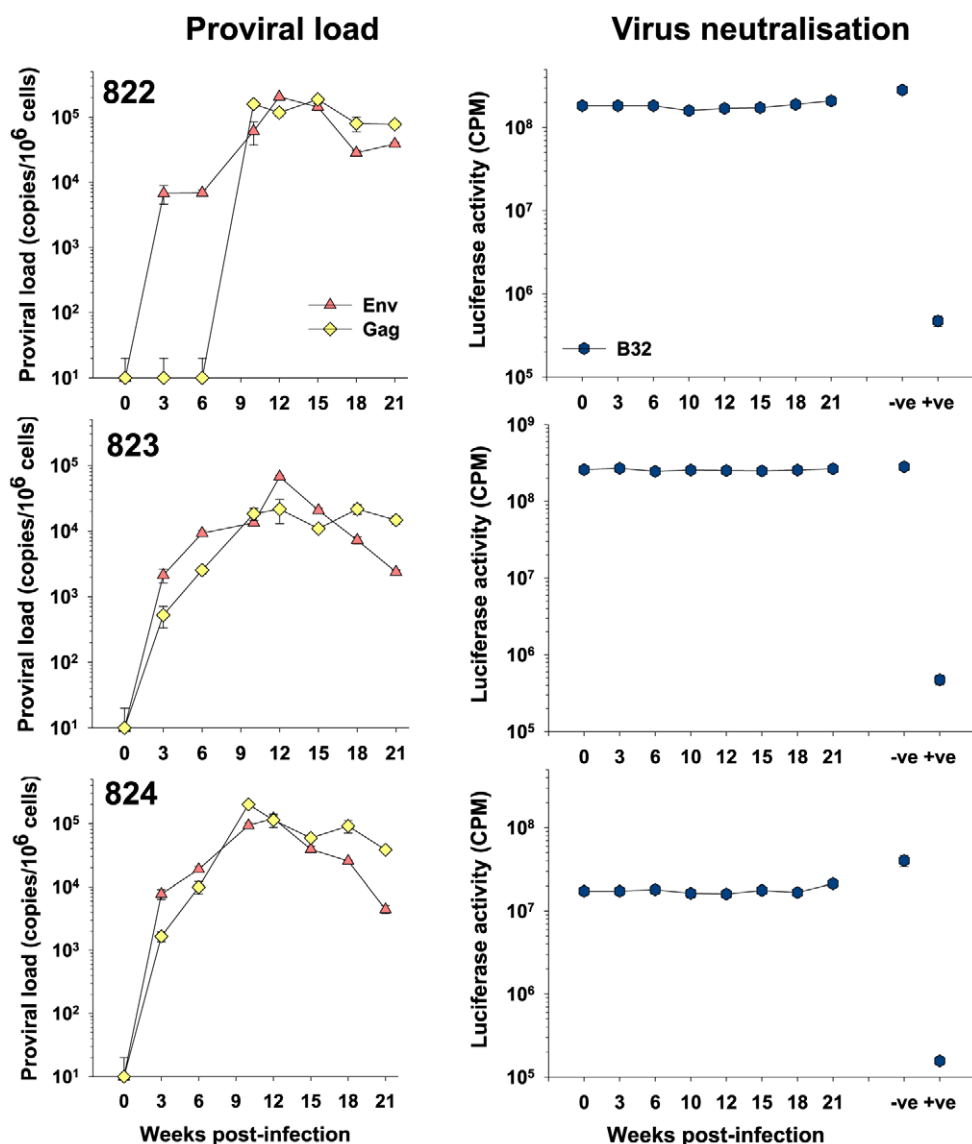 Proviral load
Virus neutralisation
822
Proviral load (copies/10⁶ cells)
10⁵
10⁴
10³
10²
10¹
Env
Gag
0 3 6 9 12 15 18 21
Luciferase activity (CPM)
10⁸
10⁷
10⁶
10⁵
B32
0 3 6 10 12 15 18 21 -ve +ve
823
Proviral load (copies/10⁶ cells)
10⁵
10⁴
10³
10²
10¹
0 3 6 9 12 15 18 21
Luciferase activity (CPM)
10⁹
10⁸
10⁷
10⁶
10⁵
0 3 6 10 12 15 18 21 -ve +ve
824
Proviral load (copies/10⁶ cells)
10⁵
10⁴
10³
10²
10¹
0 3 6 9 12 15 18 21
Weeks post-infection
Luciferase activity (CPM)
10⁸
10⁷
10⁶
10⁵
0 3 6 10 12 15 18 21 -ve +ve
Weeks post-infection